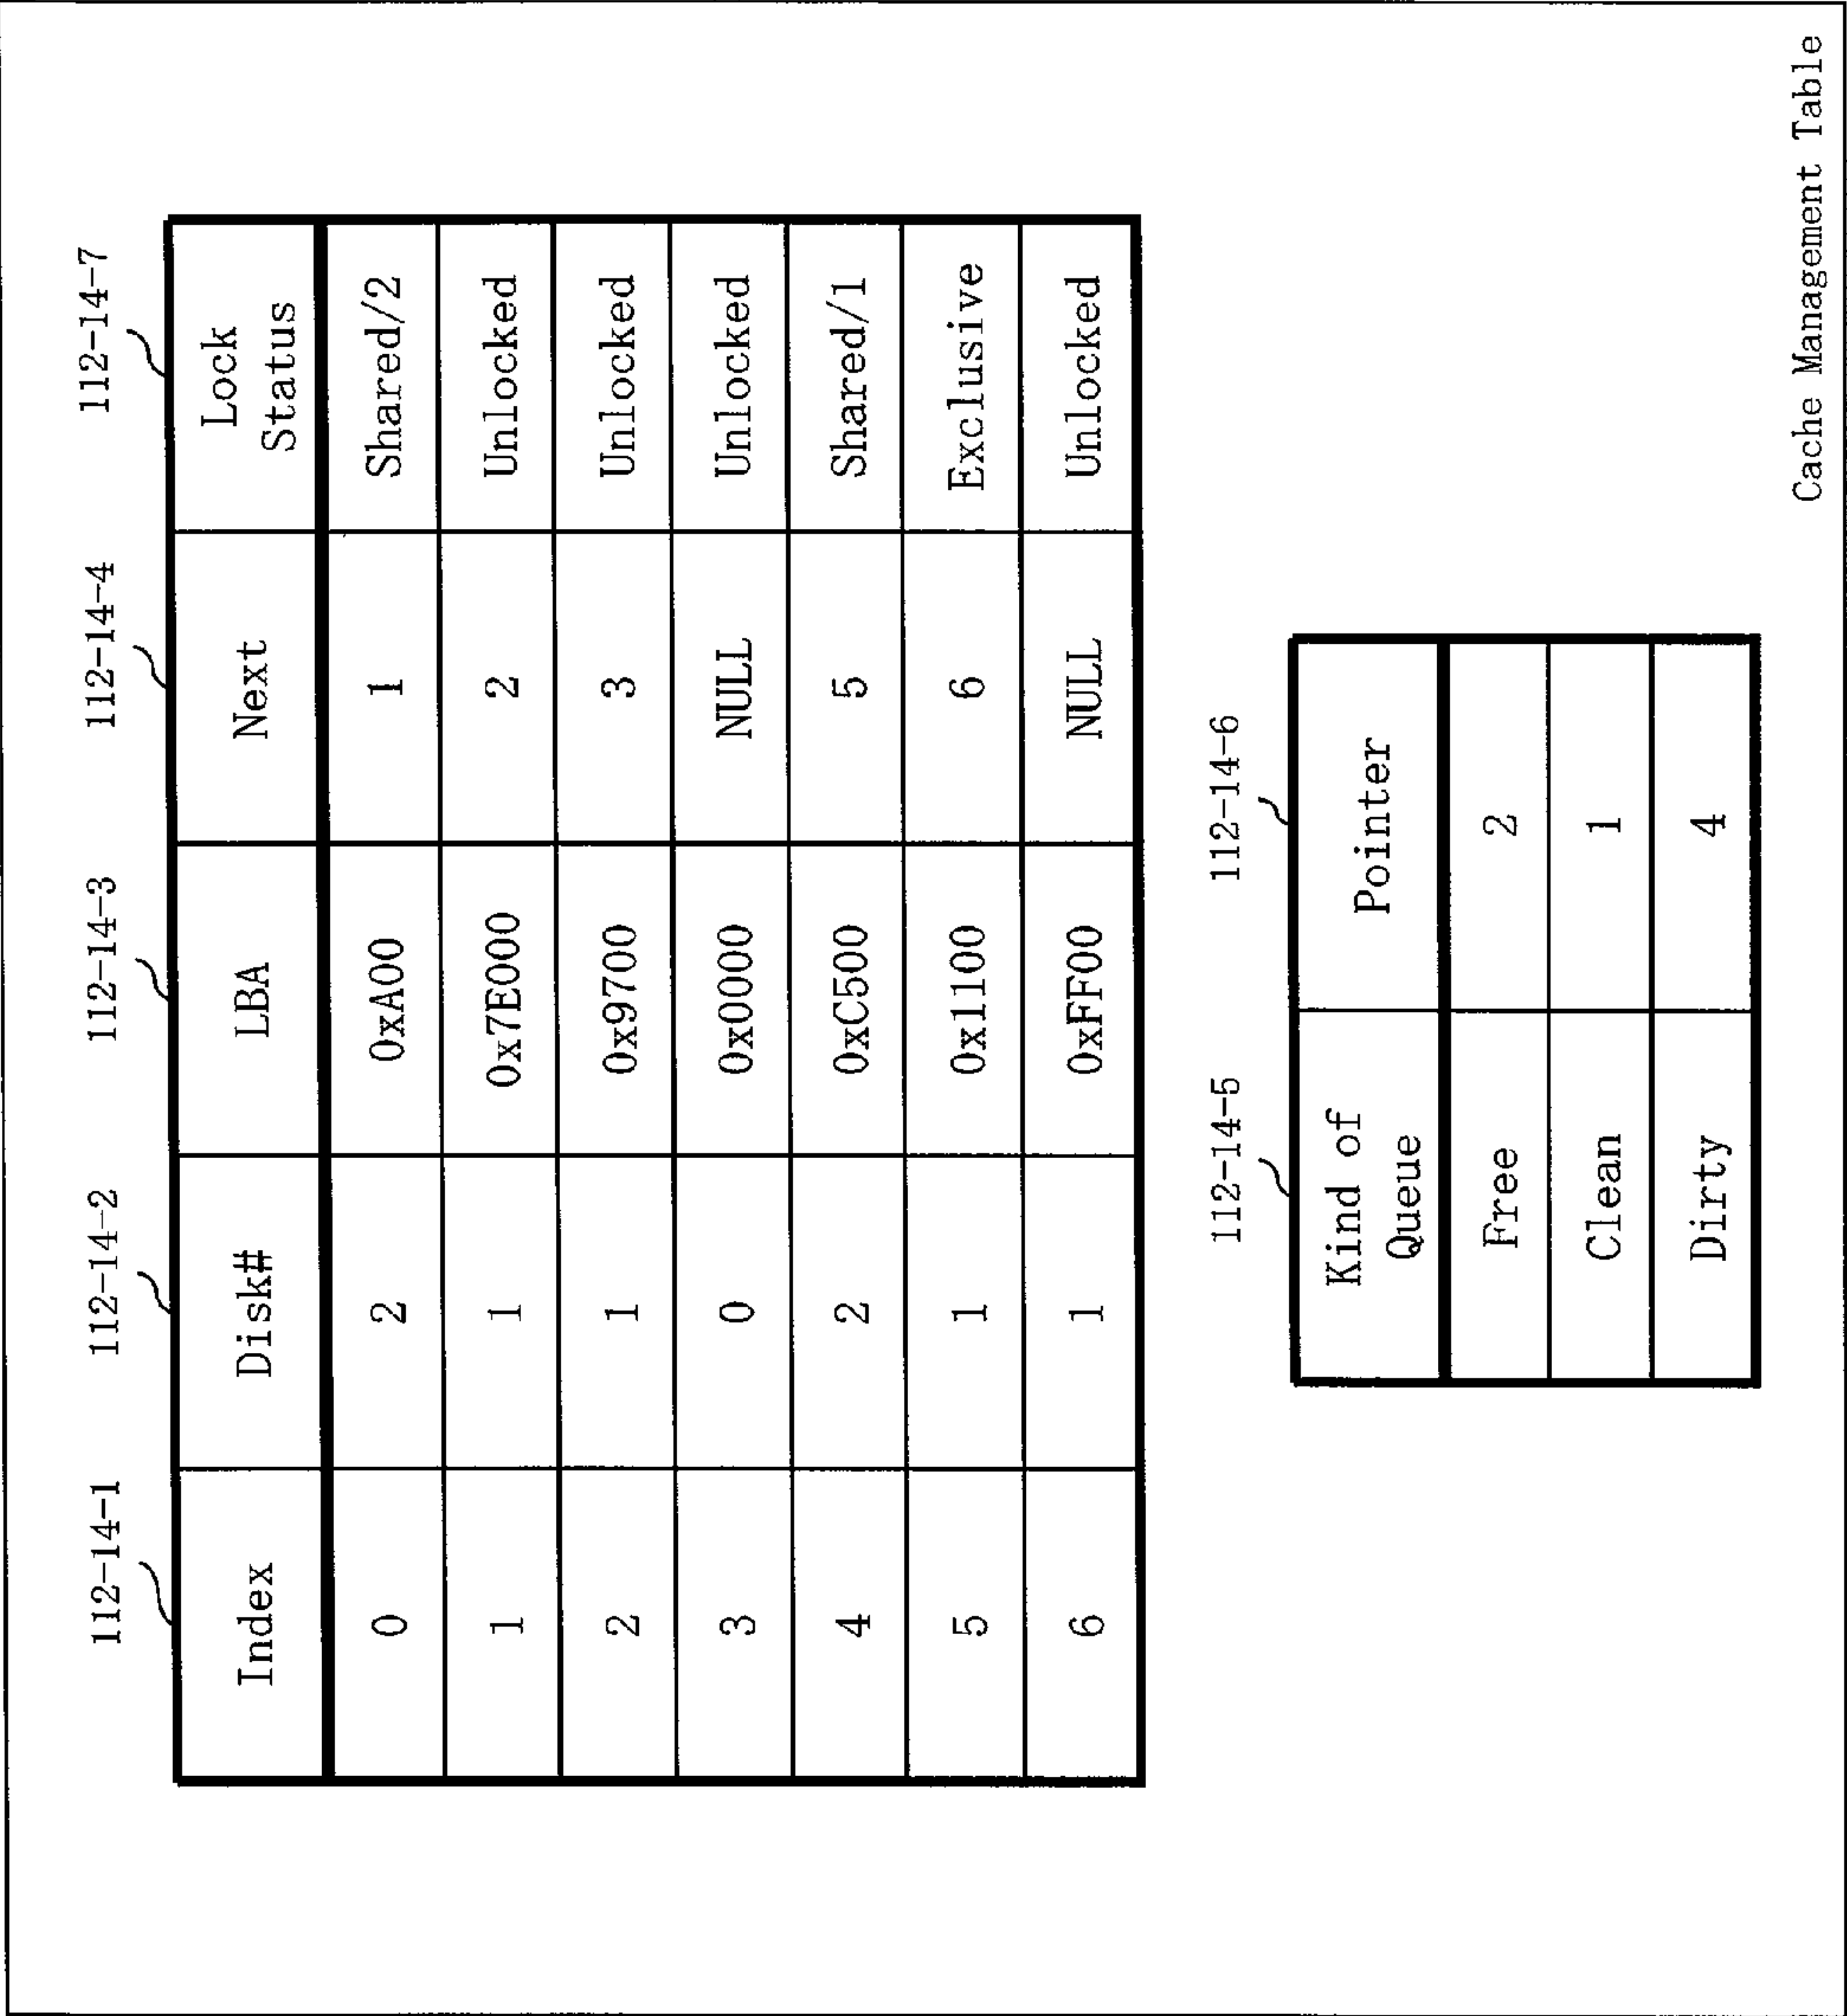 112-14-1 112-14-2 112-14-3 112-14-4 112-14-7
Index Disk# LBA Next Lock
Status
0 2 0xA00 1 Shared/2
1 1 0x7E000 2 Unlocked
2 1 0x9700 3 Unlocked
3 0 0x0000 NULL Unlocked
4 2 0xC500 5 Shared/1
5 1 0x1100 6 Exclusive
6 1 0xFF00 NULL Unlocked
112-14-5 112-14-6
Kind of Pointer
Queue
Free 2
Clean 1
Dirty 4
Cache Management Table